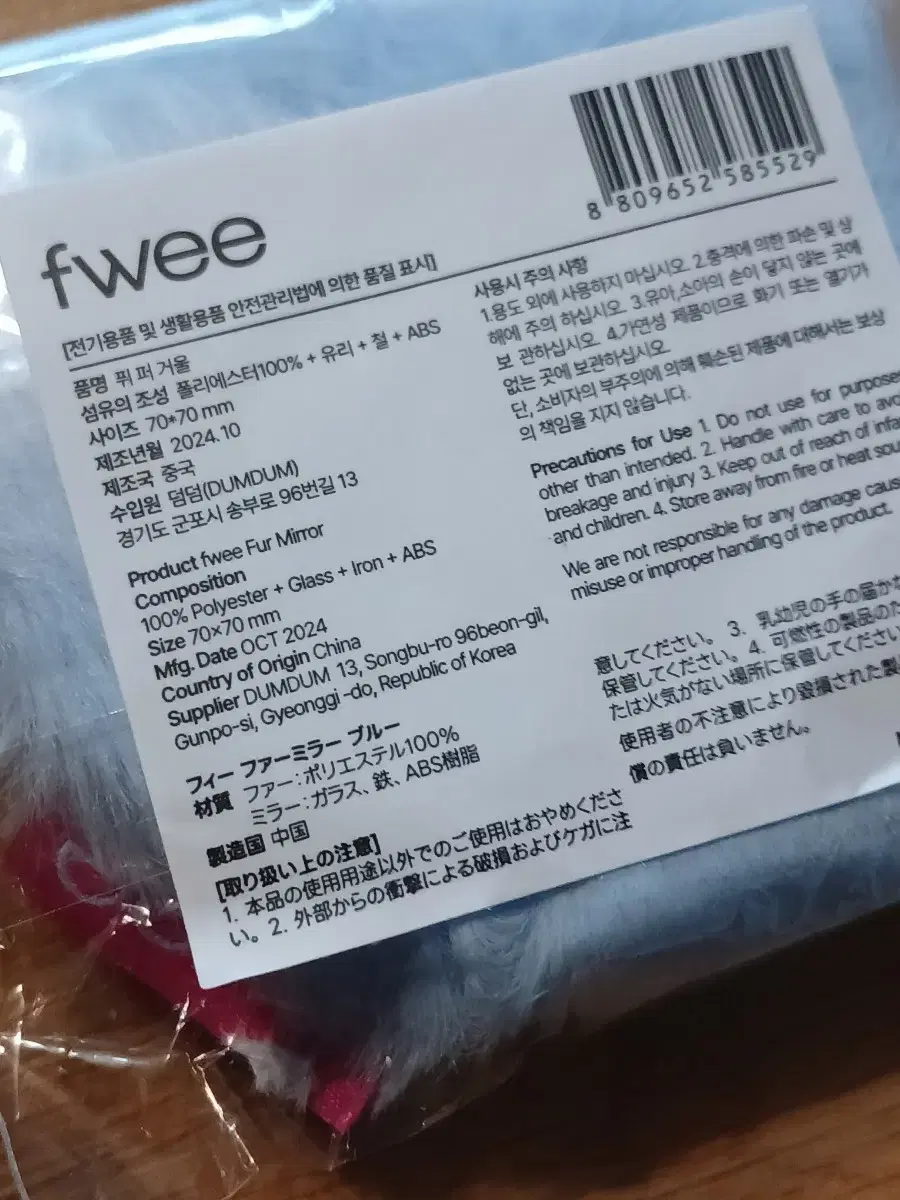 fwee
8 809652 585529
[전기용품 및 생활용품 안전관리법에 의한 품질 표시]
품명 퓌 퍼 거울
섬유의 조성 폴리에스터100% + 유리 + 철 + ABS
사이즈 70*70 mm
제조년월 2024.10
제조국 중국
수입원 덤덤(DUMDUM)
경기도 군포시 송부로 96번길 13
Product fwee Fur Mirror
Composition
100% Polyester + Glass + Iron + ABS
Size 70×70 mm
Mfg. Date OCT 2024
Country of Origin China
Supplier DUMDUM 13, Songbu-ro 96beon-gil,
Gunpo-si, Gyeonggi -do, Republic of Korea
フィー ファーミラー ブルー
材質 ファー：ポリエステル100%
ミラー：ガラス、鉄、ABS樹脂
製造国 中国
[取り扱い上の注意]
1. 本品の使用用途以外でのご使用はおやめくださ
い。2. 外部からの衝撃による破損およびケガに注
사용시 주의 사항
1.용도 외에 사용하지 마십시오. 2.충격에 의한 파손 및 상
해에 주의 하십시오. 3.유아,소아의 손이 닿지 않는 곳에
보 관하십시오. 4.가연성 제품이므로 화기 또는 열기가
없는 곳에 보관하십시오
단, 소비자의 부주의에 의해 훼손된 제품에 대해서는 보상
의 책임을 지지 않습니다.
Precautions for Use 1. Do not use for purposes
other than intended. 2. Handle with care to avo
breakage and injury 3. Keep out of reach of infa
and children. 4. Store away from fire or heat sou
We are not responsible for any damage caus
misuse or improper handling of the product.
意してください。 3. 乳幼児の手の届かな
保管してください。4. 可燃性の製品のた
たは火気がない場所に保管してください
使用者の不注意により毀損された製
償の責任は負いません。